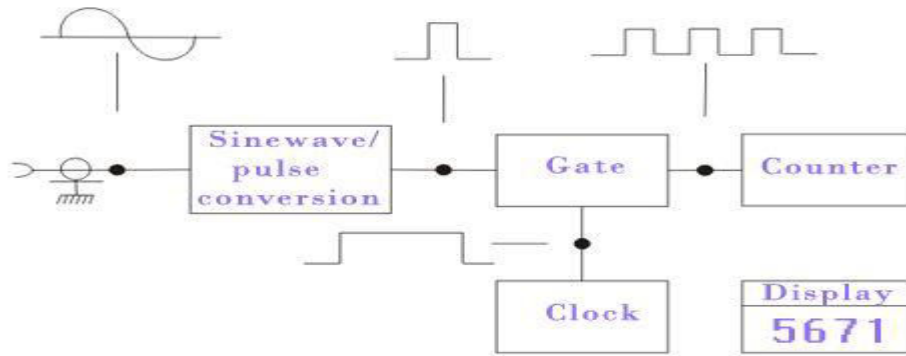 Sinewave/
pulse
conversion
Gate
Counter
Clock
Display
5671